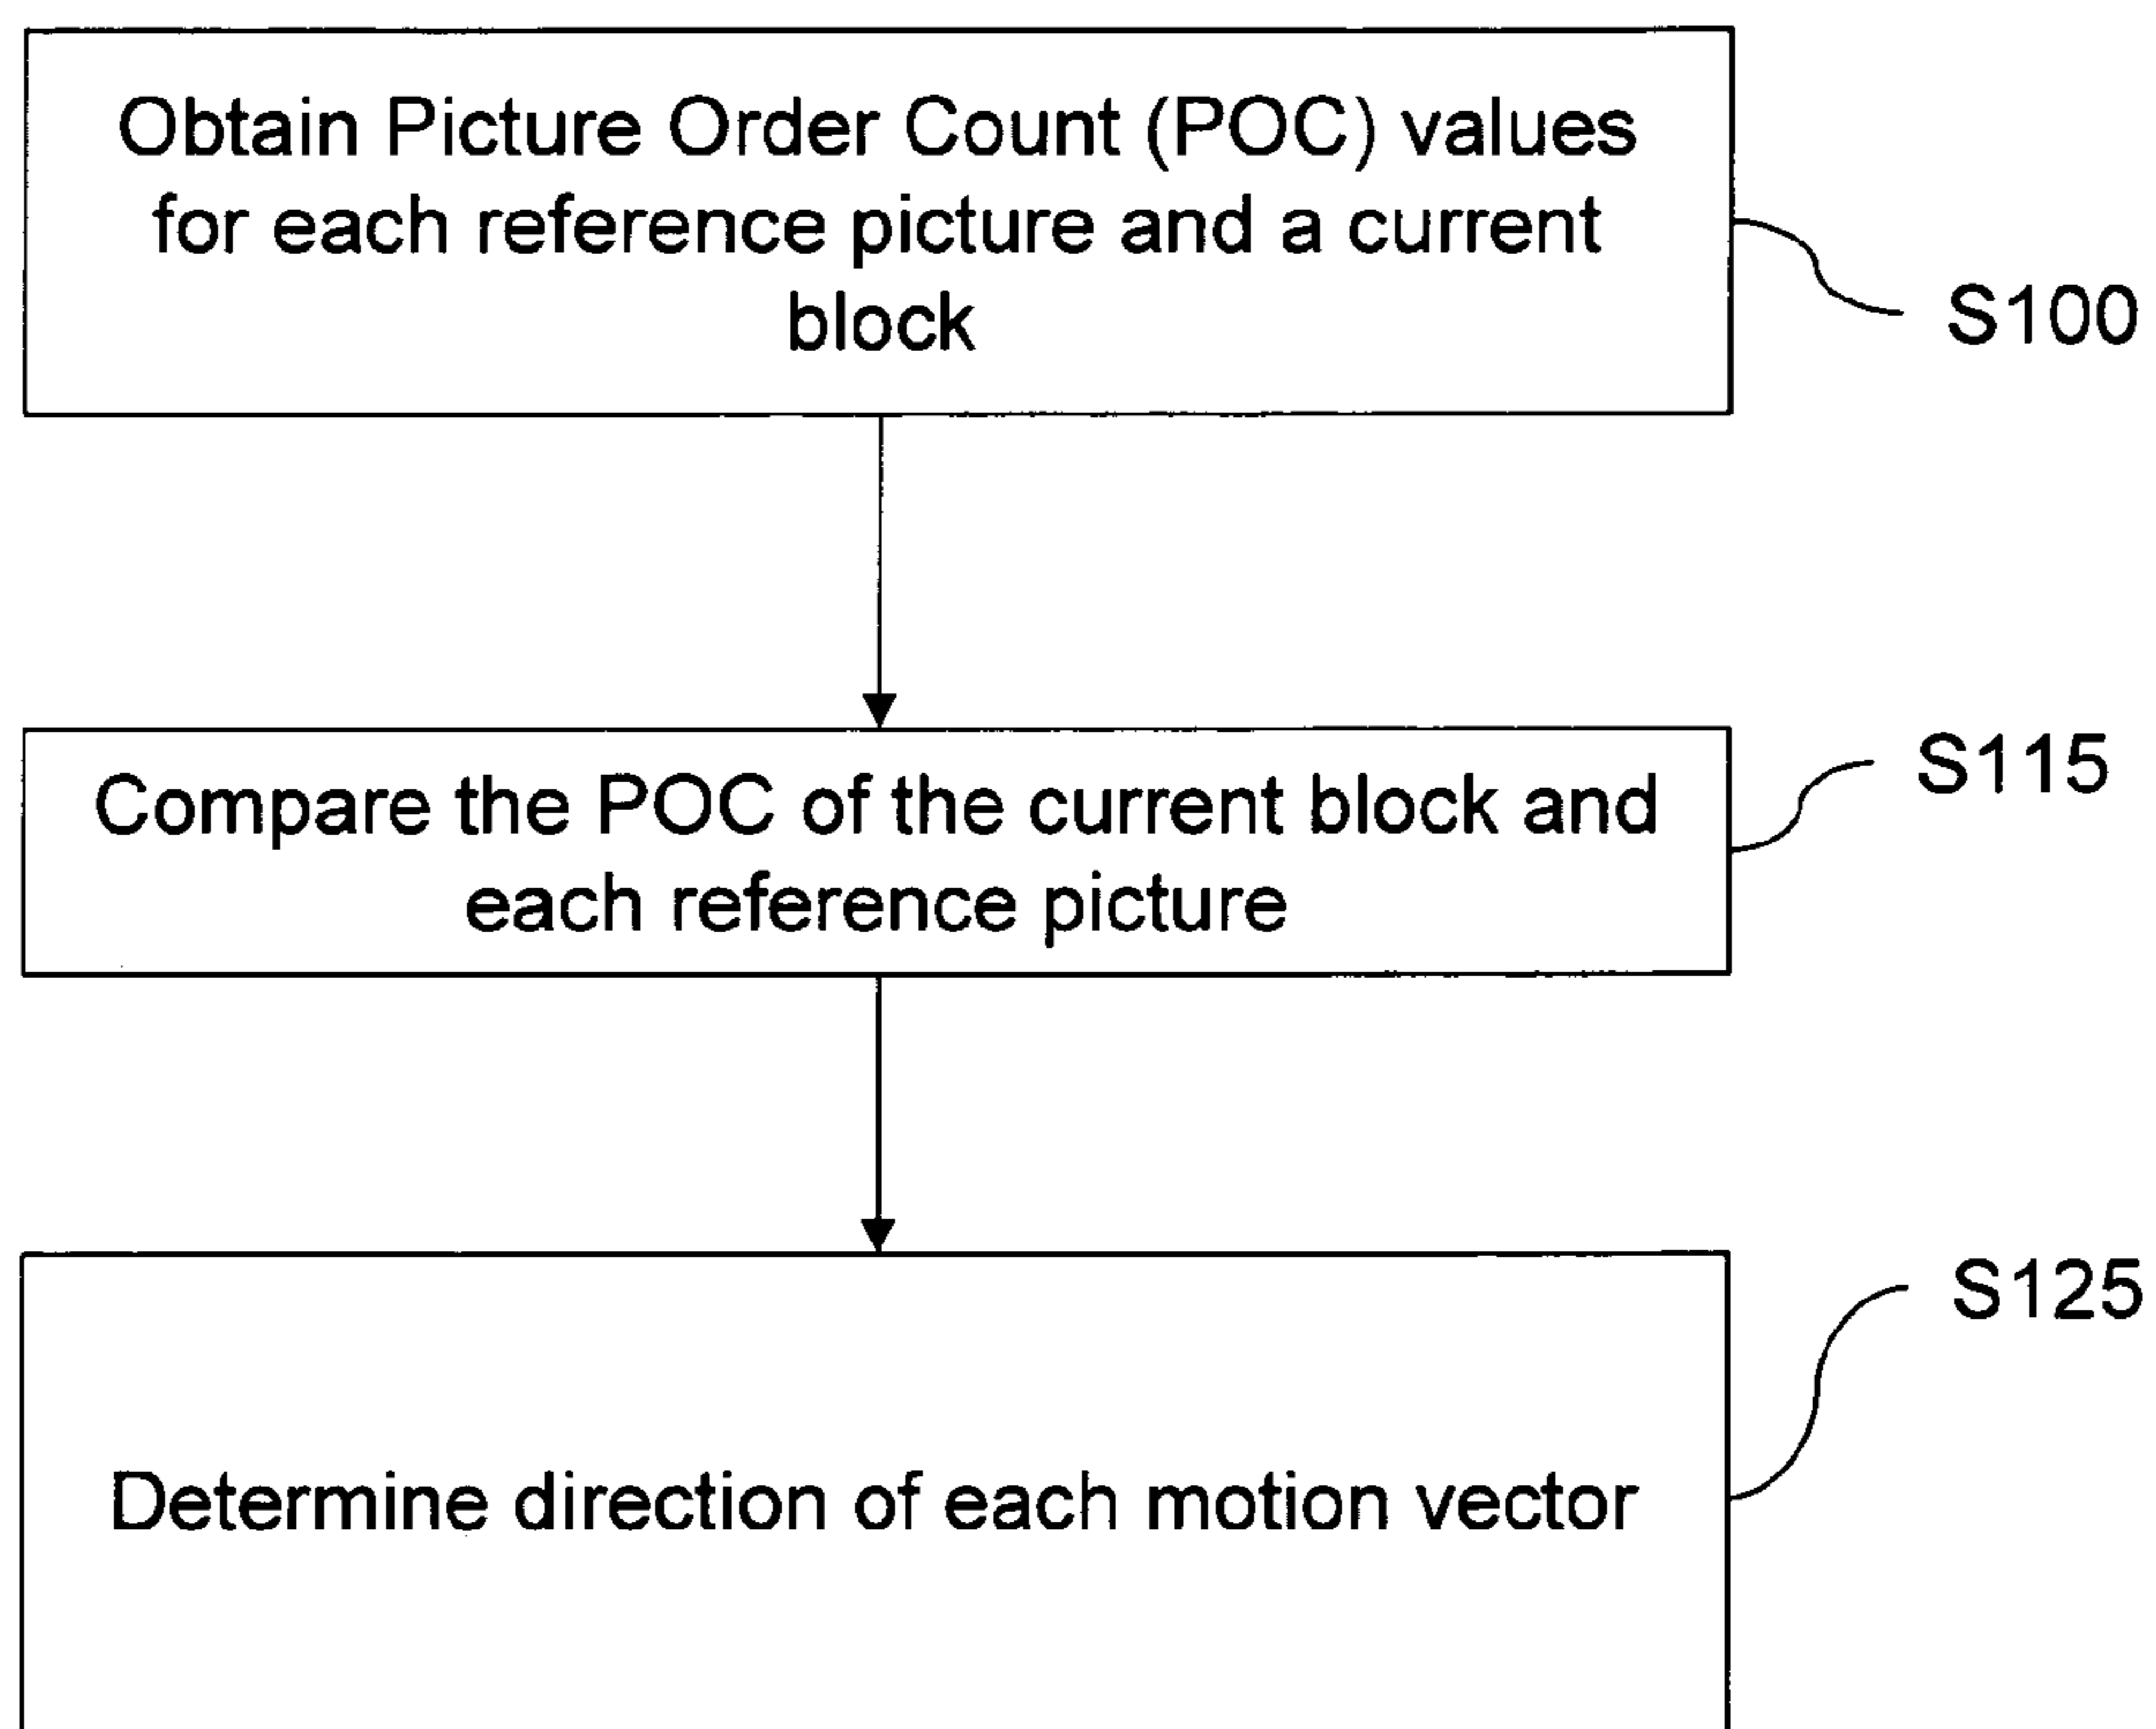 Obtain Picture Order Count (POC) values
for each reference picture and a current
block
S100
S115
Compare the POC of the current block and
each reference picture
S125
Determine direction of each motion vector